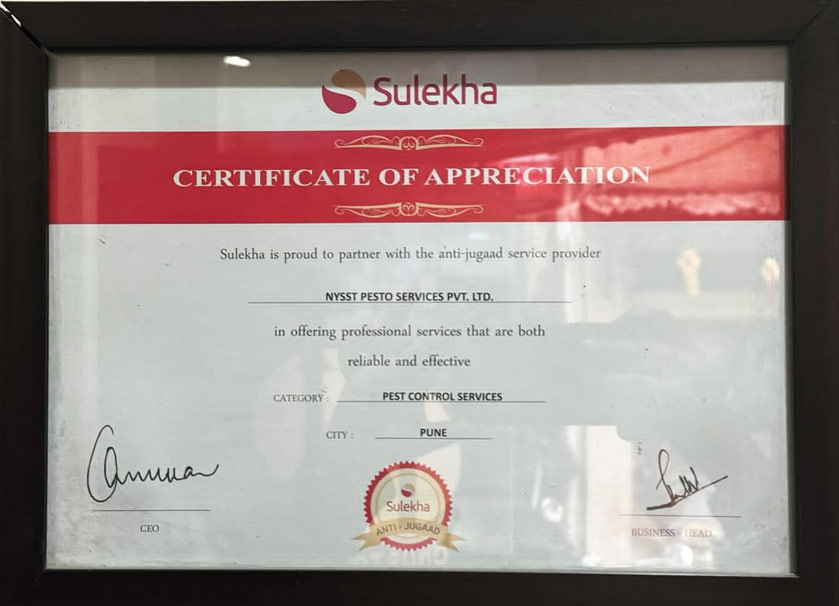 Sulekha
CERTIFICATE OF APPRECIATION
Sulekha is proud to partner with the anti-jugaad service provider
NYSST PESTO SERVICES PVT. LTD.
in offering professional services that are both
reliable and effective
CATEGORY : PEST CONTROL SERVICES
CITY : PUNE
Sulekha
ANTI - JUGAAD
CEO
BUSINESS - HEAD